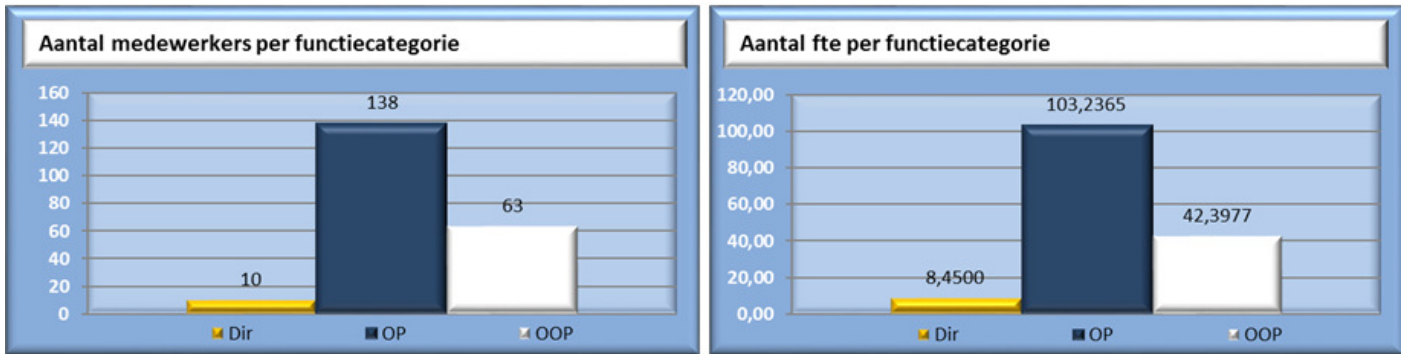 Aantal medewerkers per functiecategorie
160
140
120
100
80
60
40
20
0
138
63
10
Dir
OP
OOP
Aantal fte per functiecategorie
120,00
100,00
80,00
60,00
40,00
20,00
0,00
103,2365
42,3977
8,4500
Dir
OP
OOP